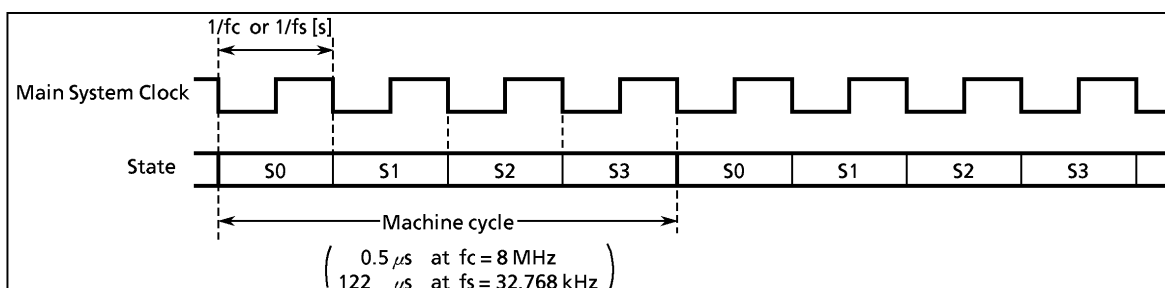 1/fc or 1/fs [s]
Main System Clock
State S0 S1 S2 S3 S0 S1 S2 S3
Machine cycle
0.5 μs at fc = 8 MHz
122 μs at fs = 32.768 kHz